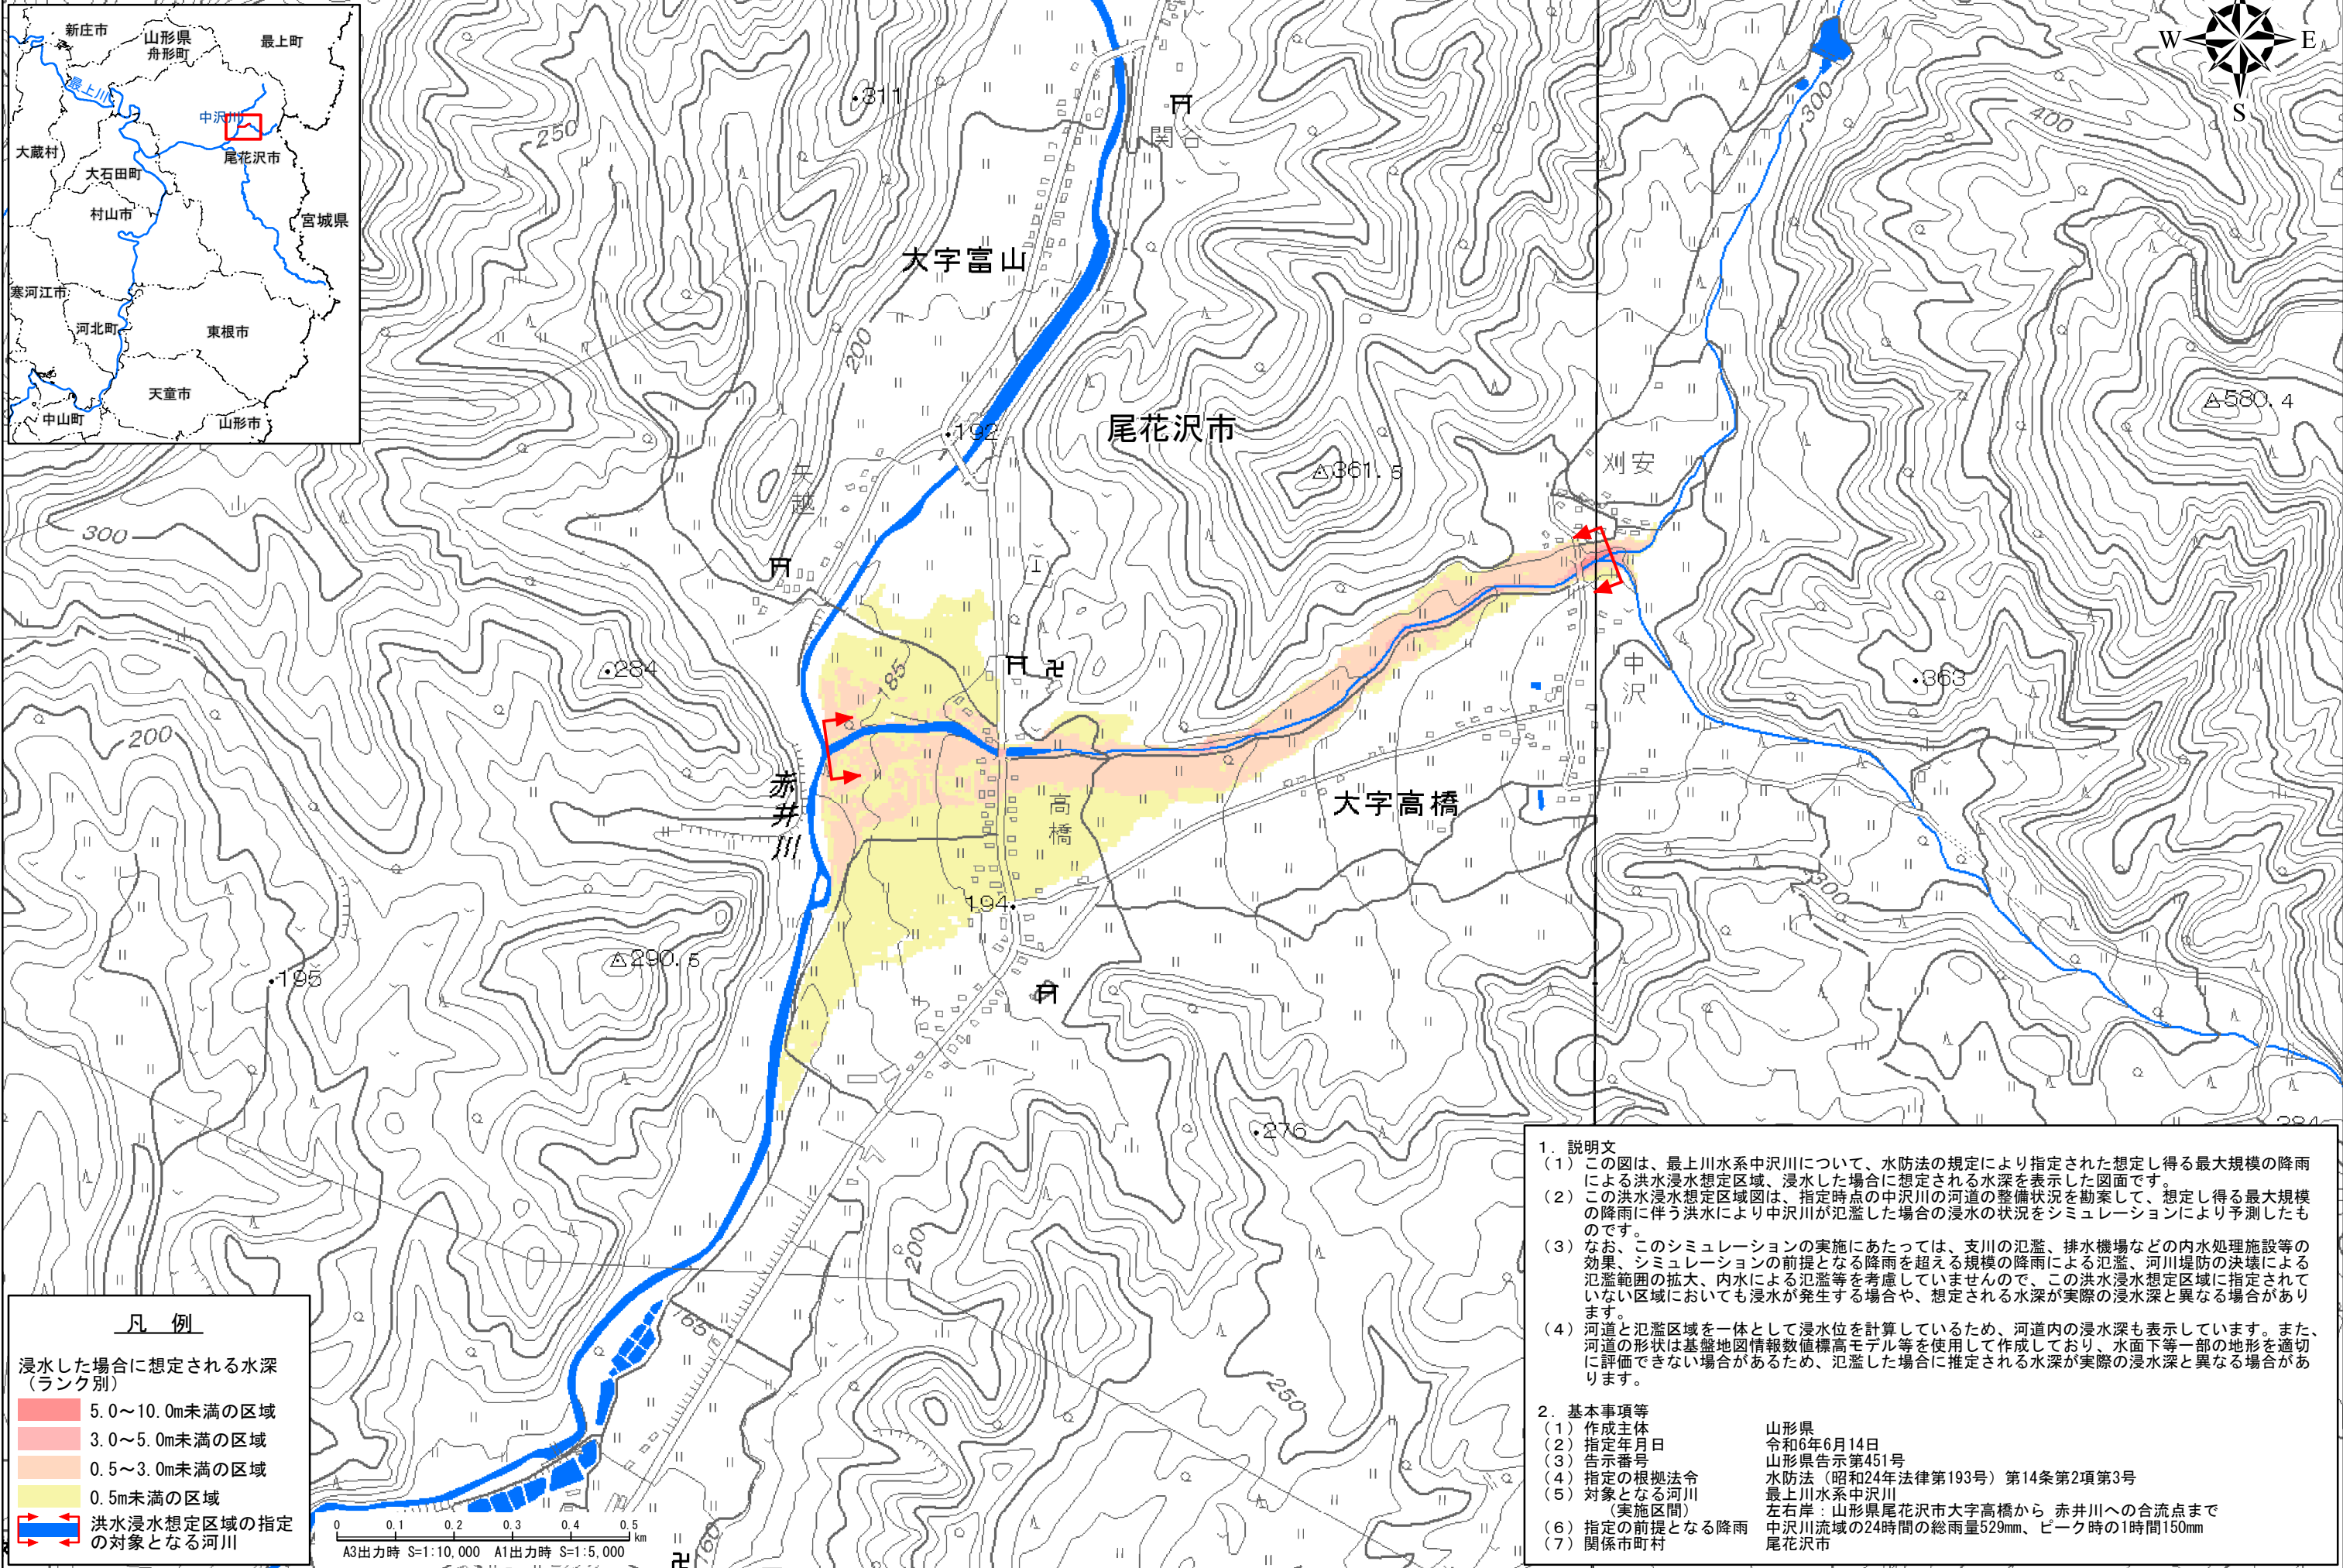 新庄市
山形県
舟形町
最上町
最上川
中沢川
大蔵村
尾花沢市
大石田町
村山市
宮城県
寒河江市
河北町
東根市
天童市
中山町
山形市
W
E
S
311
250
関谷
300
400
大字富山
200
580.4
192
尾花沢市
矢越
361.5
刈安
300
284
185
363
中沢
200
赤井川
高橋
大字高橋
300
194
290.5
195
276
284
200
165
250
160
凡 例
浸水した場合に想定される水深
(ランク別)
5.0～10.0m未満の区域
3.0～5.0m未満の区域
0.5～3.0m未満の区域
0.5m未満の区域
洪水浸水想定区域の指定
の対象となる河川
0 0.1 0.2 0.3 0.4 0.5
km
A3出力時 S=1:10,000 A1出力時 S=1:5,000
1. 説明文
(1) この図は、最上川水系中沢川について、水防法の規定により指定された想定し得る最大規模の降雨
による洪水浸水想定区域、浸水した場合に想定される水深を表示した図面です。
(2) この洪水浸水想定区域図は、指定時点の中沢川の河道の整備状況を勘案して、想定し得る最大規模
の降雨に伴う洪水により中沢川が氾濫した場合の浸水の状況をシミュレーションにより予測したも
のです。
(3) なお、このシミュレーションの実施にあたっては、支川の氾濫、排水機場などの内水処理施設等の
効果、シミュレーションの前提となる降雨を超える規模の降雨による氾濫、河川堤防の決壊による
氾濫範囲の拡大、内水による氾濫等を考慮していませんので、この洪水浸水想定区域に指定されて
いない区域においても浸水が発生する場合や、想定される水深が実際の浸水深と異なる場合があり
ます。
(4) 河道と氾濫区域を一体として浸水位を計算しているため、河道内の浸水深も表示しています。また、
河道の形状は基盤地図情報数値標高モデル等を使用して作成しており、水面下等一部の地形を適切
に評価できない場合があるため、氾濫した場合に推定される水深が実際の浸水深と異なる場合があ
ります。
2. 基本事項等
(1) 作成主体 山形県
(2) 指定年月日 令和6年6月14日
(3) 告示番号 山形県告示第451号
(4) 指定の根拠法令 水防法（昭和24年法律第193号）第14条第2項第3号
(5) 対象となる河川 最上川水系中沢川
(実施区間) 左右岸：山形県尾花沢市大字高橋から 赤井川への合流点まで
(6) 指定の前提となる降雨 中沢川流域の24時間の総雨量529mm、ピーク時の1時間150mm
(7) 関係市町村 尾花沢市